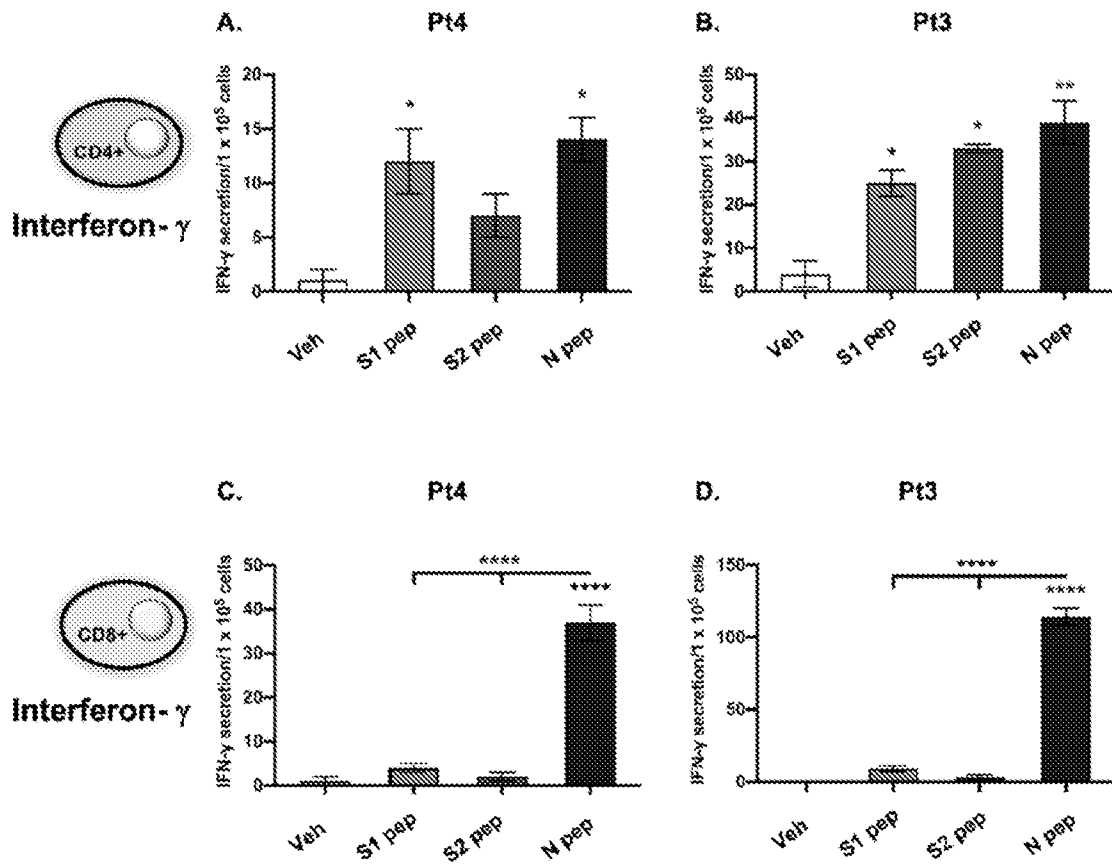 A. Pt4
B. Pt3
CD4+
Interferon- γ
IFN-γ secretion/1 x 10⁵ cells
20
15
10
5
0
*
*
Veh
S1 pep
S2 pep
N pep
IFN-γ secretion/1 x 10⁵ cells
50
40
30
20
10
0
*
*
**
Veh
S1 pep
S2 pep
N pep
C. Pt4
D. Pt3
CD8+
Interferon- γ
IFN-γ secretion/1 x 10⁵ cells
50
40
30
20
10
0
****
****
Veh
S1 pep
S2 pep
N pep
IFN-γ secretion/1 x 10⁵ cells
150
100
50
0
****
****
Veh
S1 pep
S2 pep
N pep